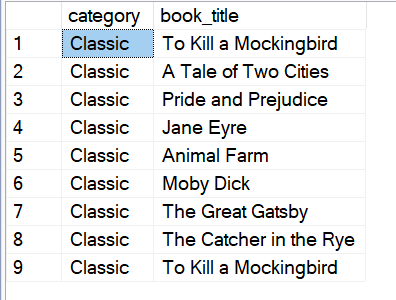 category book_title
1 Classic To Kill a Mockingbird
2 Classic A Tale of Two Cities
3 Classic Pride and Prejudice
4 Classic Jane Eyre
5 Classic Animal Farm
6 Classic Moby Dick
7 Classic The Great Gatsby
8 Classic The Catcher in the Rye
9 Classic To Kill a Mockingbird